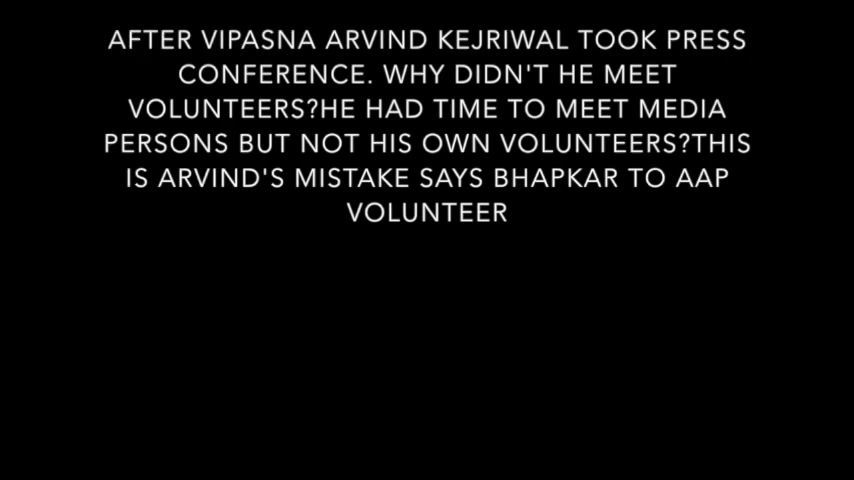 AFTER VIPASNA ARVIND KEJRIWAL TOOK PRESS
CONFERENCE. WHY DIDN'T HE MEET
VOLUNTEERS?HE HAD TIME TO MEET MEDIA
PERSONS BUT NOT HIS OWN VOLUNTEERS?THIS
IS ARVIND'S MISTAKE SAYS BHAPKAR TO AAP
VOLUNTEER